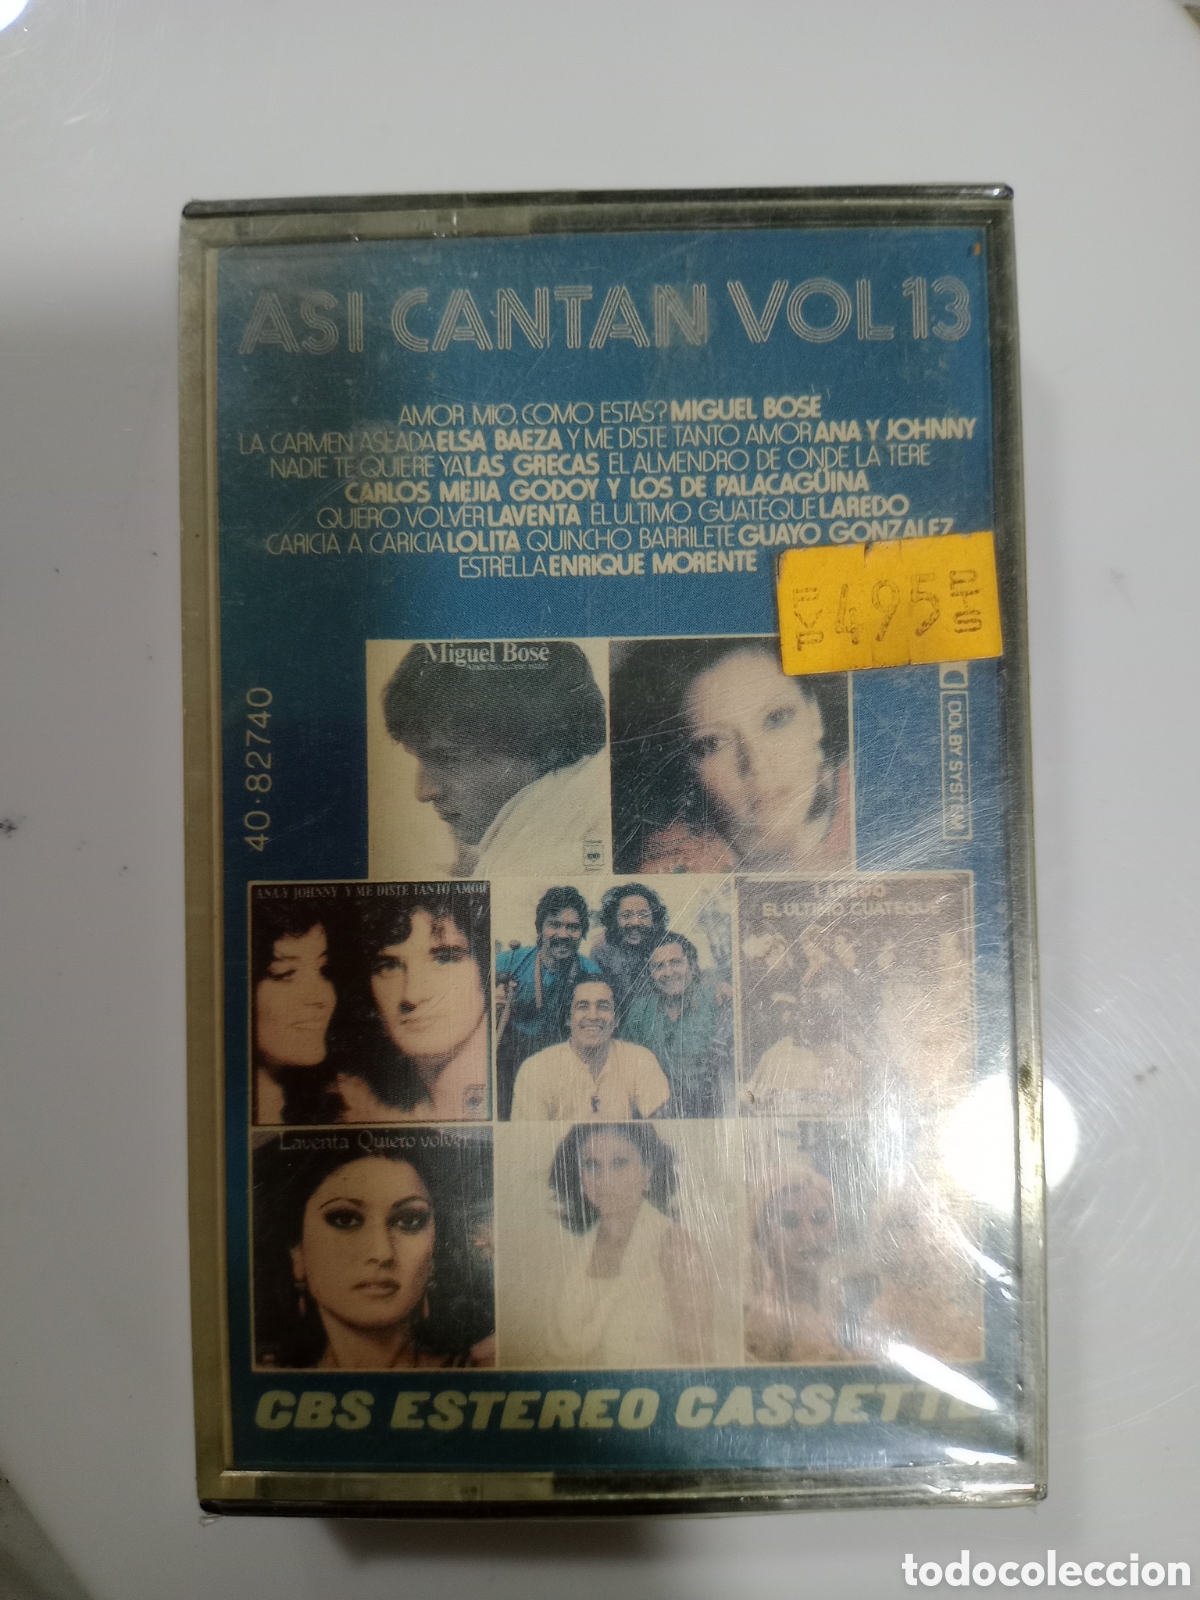 ASI CANTAN VOL 13
AMOR MIO, COMO ESTAS? MIGUEL BOSE
LA CARMEN ASEADA ELSA BAEZA Y ME DISTE TANTO AMOR ANA Y JOHNNY
NADIE TE QUIERE YA LAS GRECAS EL ALMENDRO DE ONDE LA TERE
CARLOS MEJIA GODOY Y LOS DE PALACAGÜINA
QUIERO VOLVER LAVENTA EL ULTIMO GUATEQUE LAREDO
CARICIA A CARICIA LOLITA QUINCHO BARRILETE GUAYO GONZALEZ
ESTRELLA ENRIQUE MORENTE
PVP 495 pts
40·82740
DOLBY SYSTEM
Miguel Bosé
ANA Y JOHNNY Y ME DISTE TANTO AMOR
LAREDO
EL ULTIMO GUATEQUE
Laventa Quiero volver
CBS ESTEREO CASSETTE
todocoleccion